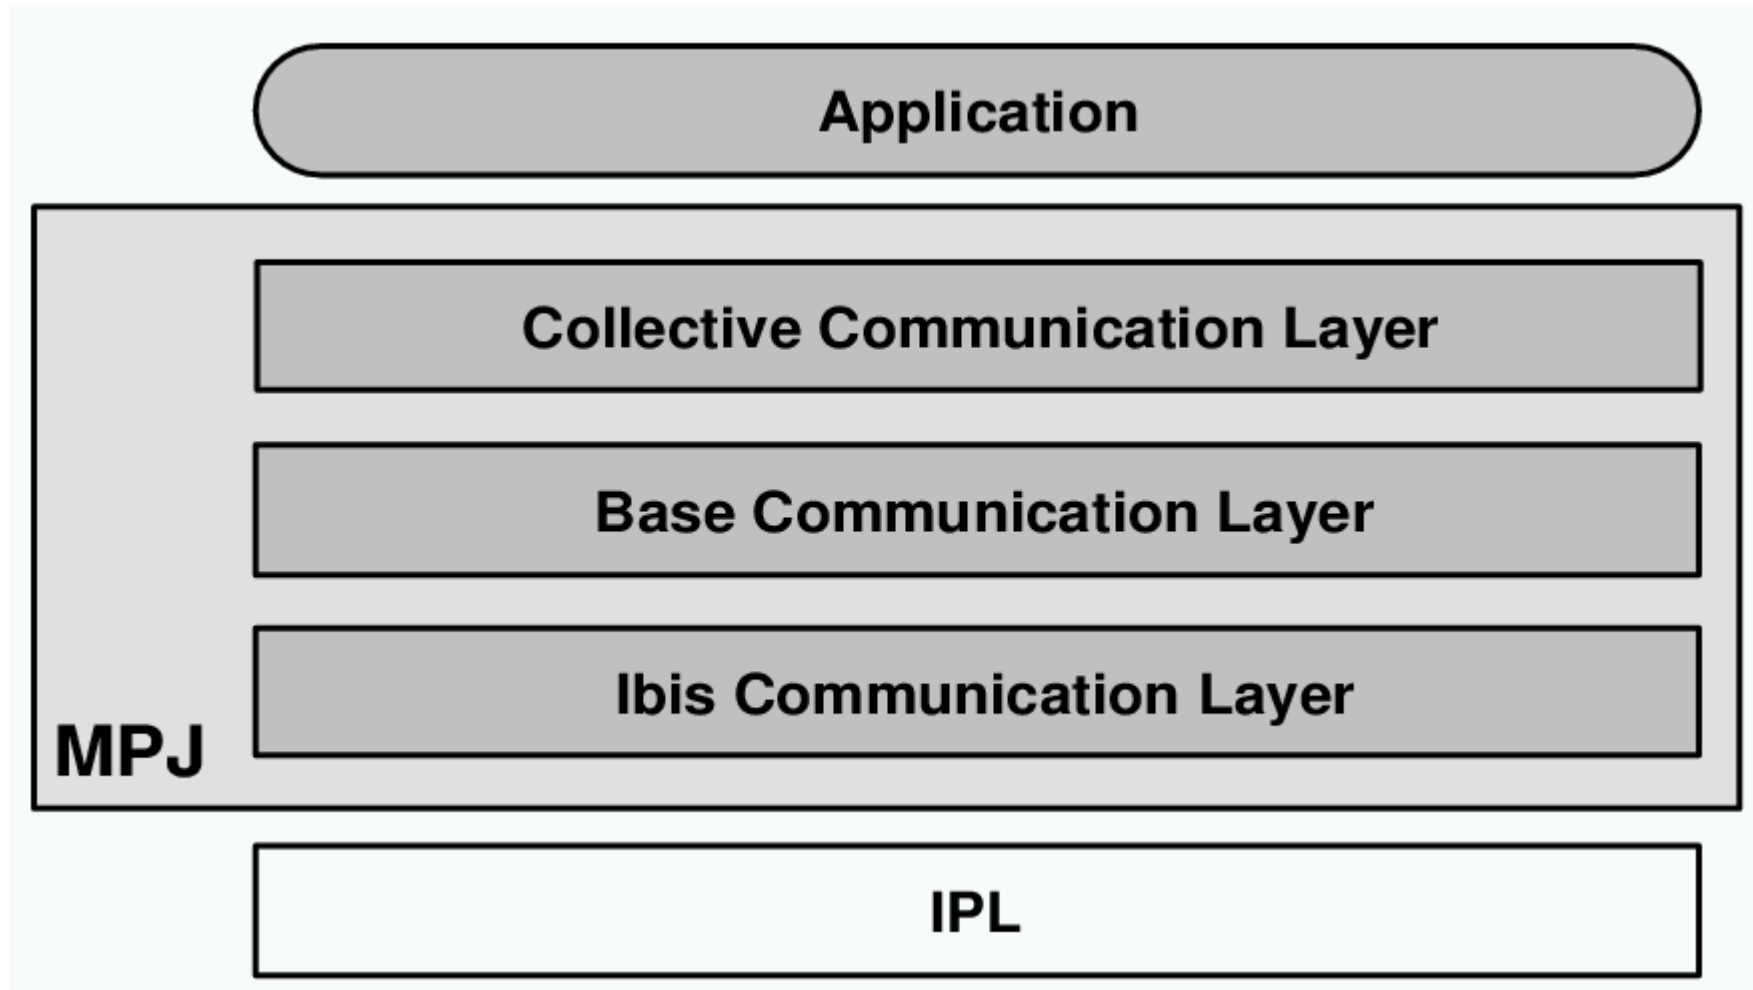 Application
Collective Communication Layer
Base Communication Layer
Ibis Communication Layer
MPJ
IPL